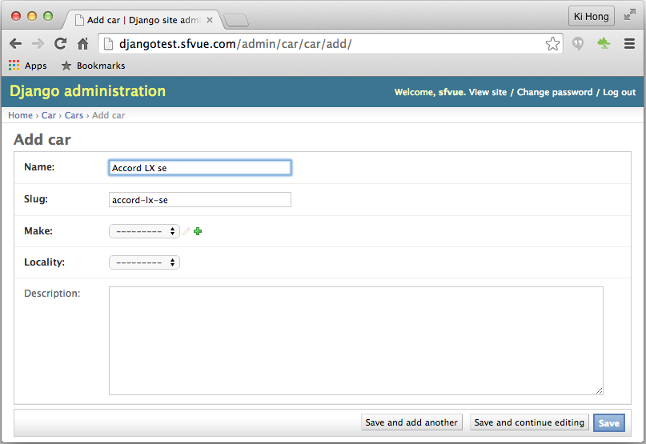 Add car | Django site adm
Ki Hong
djangotest.sfvue.com/admin/car/car/add/
Apps Bookmarks
Django administration
Welcome, sfvue. View site / Change password / Log out
Home › Car › Cars › Add car
Add car
Name: Accord LX se
Slug: accord-lx-se
Make: ---------
Locality: ---------
Description:
Save and add another Save and continue editing Save